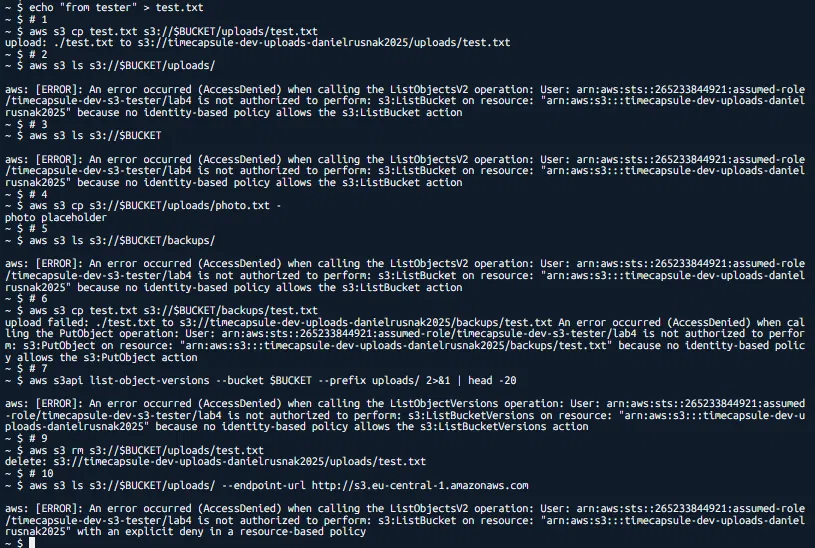 ~ $ echo "from tester" > test.txt
~ $ # 1
~ $ aws s3 cp test.txt s3://$BUCKET/uploads/test.txt
upload: ./test.txt to s3://timecapsule-dev-uploads-danielrusnak2025/uploads/test.txt
~ $ # 2
~ $ aws s3 ls s3://$BUCKET/uploads/
aws: [ERROR]: An error occurred (AccessDenied) when calling the ListObjectsV2 operation: User: arn:aws:sts::265233844921:assumed-role
/timecapsule-dev-s3-tester/lab4 is not authorized to perform: s3:ListBucket on resource: "arn:aws:s3:::timecapsule-dev-uploads-daniel
rusnak2025" because no identity-based policy allows the s3:ListBucket action
~ $ # 3
~ $ aws s3 ls s3://$BUCKET
aws: [ERROR]: An error occurred (AccessDenied) when calling the ListObjectsV2 operation: User: arn:aws:sts::265233844921:assumed-role
/timecapsule-dev-s3-tester/lab4 is not authorized to perform: s3:ListBucket on resource: "arn:aws:s3:::timecapsule-dev-uploads-daniel
rusnak2025" because no identity-based policy allows the s3:ListBucket action
~ $ # 4
~ $ aws s3 cp s3://$BUCKET/uploads/photo.txt -
photo placeholder
~ $ # 5
~ $ aws s3 ls s3://$BUCKET/backups/
aws: [ERROR]: An error occurred (AccessDenied) when calling the ListObjectsV2 operation: User: arn:aws:sts::265233844921:assumed-role
/timecapsule-dev-s3-tester/lab4 is not authorized to perform: s3:ListBucket on resource: "arn:aws:s3:::timecapsule-dev-uploads-daniel
rusnak2025" because no identity-based policy allows the s3:ListBucket action
~ $ # 6
~ $ aws s3 cp test.txt s3://$BUCKET/backups/test.txt
upload failed: ./test.txt to s3://timecapsule-dev-uploads-danielrusnak2025/backups/test.txt An error occurred (AccessDenied) when cal
ling the PutObject operation: User: arn:aws:sts::265233844921:assumed-role/timecapsule-dev-s3-tester/lab4 is not authorized to perfor
m: s3:PutObject on resource: "arn:aws:s3:::timecapsule-dev-uploads-danielrusnak2025/backups/test.txt" because no identity-based polic
y allows the s3:PutObject action
~ $ # 7
~ $ aws s3api list-object-versions --bucket $BUCKET --prefix uploads/ 2>&1 | head -20
aws: [ERROR]: An error occurred (AccessDenied) when calling the ListObjectVersions operation: User: arn:aws:sts::265233844921:assumed
-role/timecapsule-dev-s3-tester/lab4 is not authorized to perform: s3:ListBucketVersions on resource: "arn:aws:s3:::timecapsule-dev-u
ploads-danielrusnak2025" because no identity-based policy allows the s3:ListBucketVersions action
~ $ # 9
~ $ aws s3 rm s3://$BUCKET/uploads/test.txt
delete: s3://timecapsule-dev-uploads-danielrusnak2025/uploads/test.txt
~ $ # 10
~ $ aws s3 ls s3://$BUCKET/uploads/ --endpoint-url http://s3.eu-central-1.amazonaws.com
aws: [ERROR]: An error occurred (AccessDenied) when calling the ListObjectsV2 operation: User: arn:aws:sts::265233844921:assumed-role
/timecapsule-dev-s3-tester/lab4 is not authorized to perform: s3:ListBucket on resource: "arn:aws:s3:::timecapsule-dev-uploads-daniel
rusnak2025" with an explicit deny in a resource-based policy
~ $